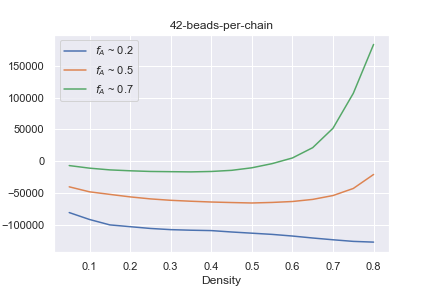 42-beads-per-chain
f_A ~ 0.2
f_A ~ 0.5
f_A ~ 0.7
150000
100000
50000
0
−50000
−100000
0.1 0.2 0.3 0.4 0.5 0.6 0.7 0.8
Density